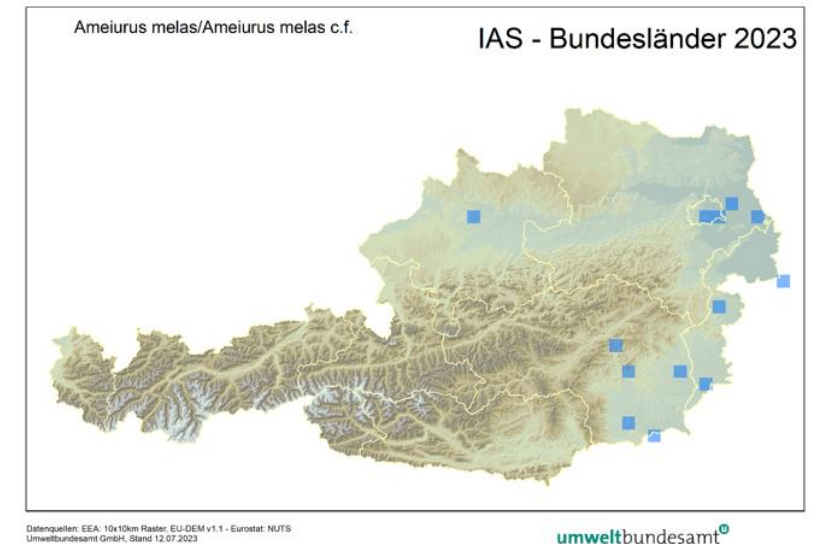 Ameiurus melas/Ameiurus melas c.f.
IAS - Bundesländer 2023
Datenquellen: EEA: 10x10km Raster, EU-DEM v1.1 - Eurostat: NUTS
Umweltbundesamt GmbH, Stand 12.07.2023
umweltbundesamt